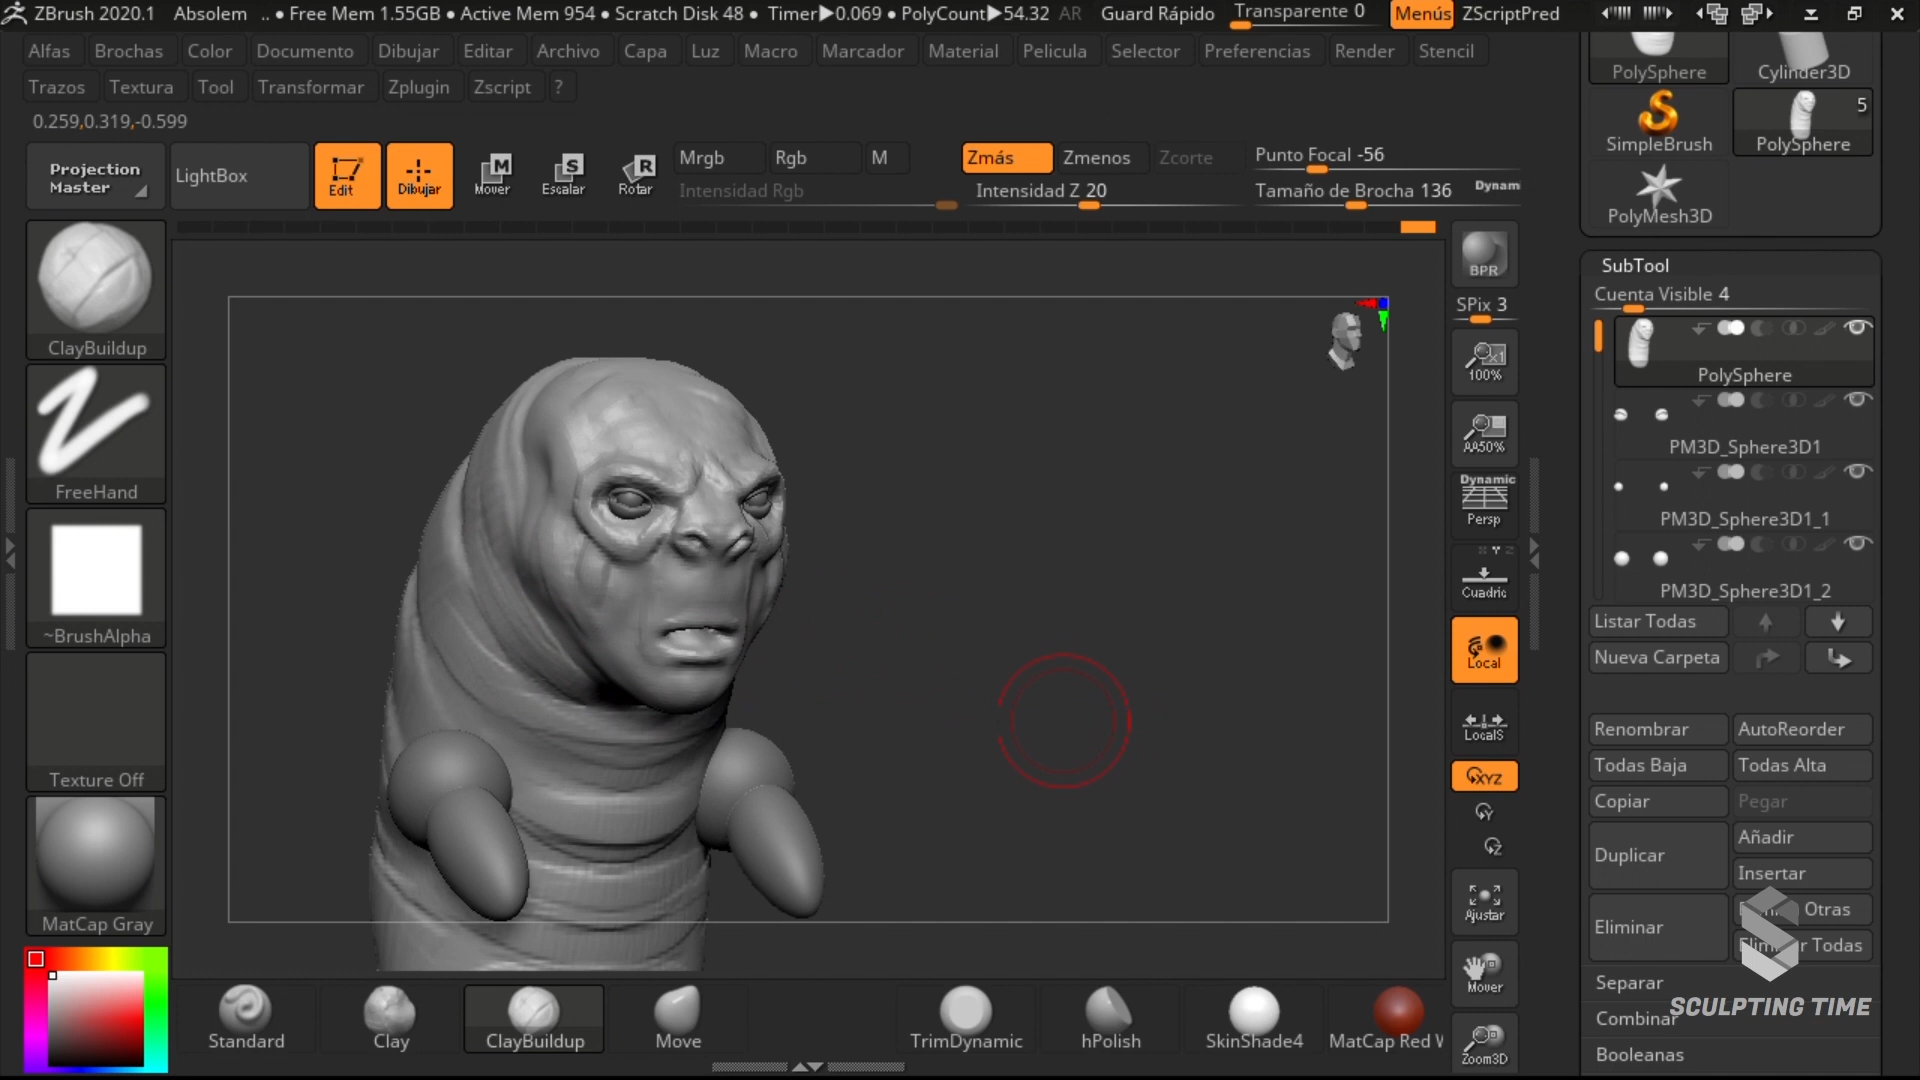 ZBrush 2020.1 Absolem .. • Free Mem 1.55GB • Active Mem 954 • Scratch Disk 48 • Timer▶0.069 • PolyCount▶54.32 AR Guard Rápido Transparente 0 Menús ZScriptPred
Alfas Brochas Color Documento Dibujar Editar Archivo Capa Luz Macro Marcador Material Pelicula Selector Preferencias Render Stencil
Trazos Textura Tool Transformar Zplugin Zscript ?
0.259,0.319,-0.599
Projection Master
LightBox
Edit
Dibujar
M
Mover
S
Escalar
R
Rotar
Mrgb Rgb M
Intensidad Rgb
Zmás Zmenos Zcorte
Intensidad Z 20
Punto Focal -56
Tamaño de Brocha 136 Dynam
ClayBuildup
FreeHand
~BrushAlpha
Texture Off
MatCap Gray
BPR
SPix 3
x1
100%
AA50%
Dynamic
Persp
Cuadric
Local
LocalS
XYZ
Y
Z
Ajustar
Mover
Zoom3D
PolySphere
Cylinder3D
SimpleBrush
5
PolySphere
PolyMesh3D
SubTool
Cuenta Visible 4
PolySphere
PM3D_Sphere3D1
PM3D_Sphere3D1_1
PM3D_Sphere3D1_2
Listar Todas
Nueva Carpeta
Renombrar AutoReorder
Todas Baja Todas Alta
Copiar Pegar
Duplicar Añadir
Insertar
Eliminar Otras
Todas
Separar
Combinar
Booleanas
SCULPTING TIME
Standard Clay ClayBuildup Move TrimDynamic hPolish SkinShade4 MatCap Red W